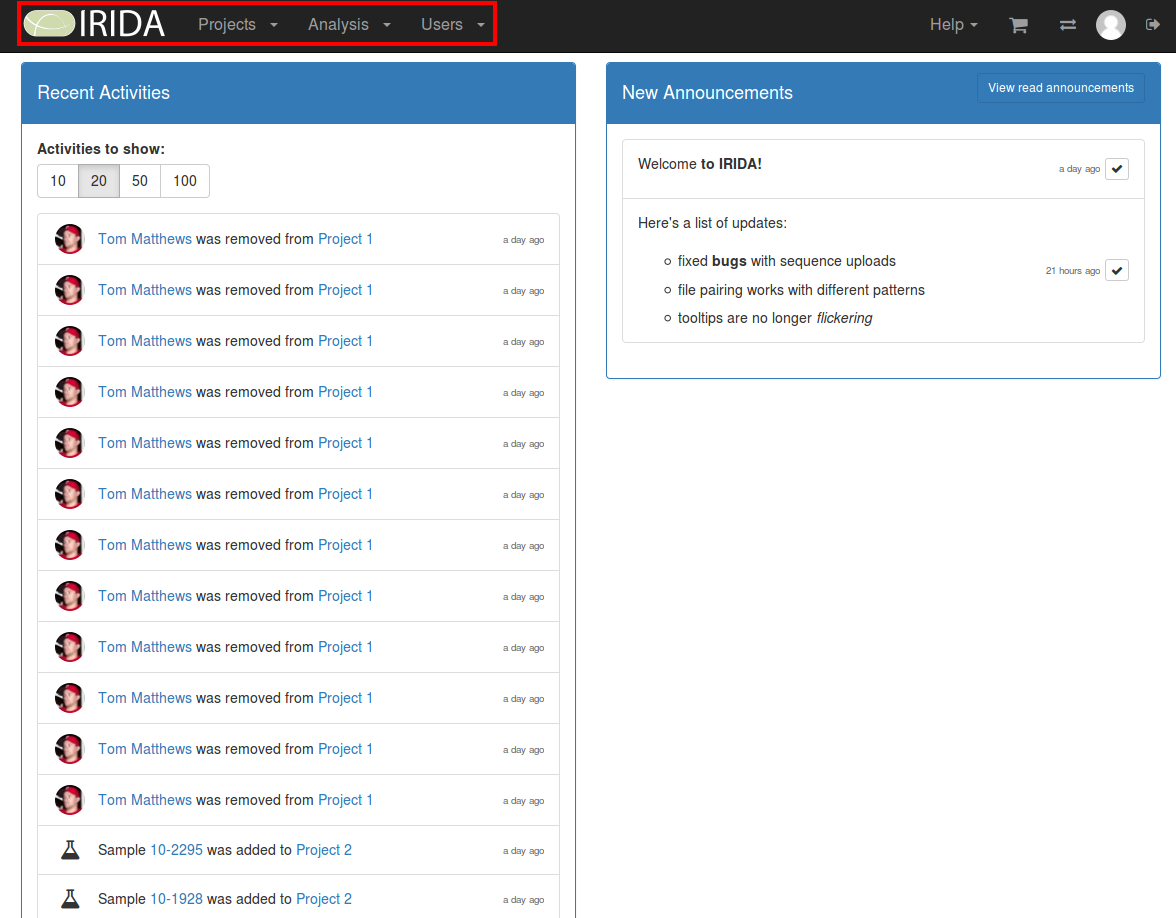 IRIDA Projects Analysis Users Help
Recent Activities
Activities to show:
10 20 50 100
Tom Matthews was removed from Project 1 a day ago
Tom Matthews was removed from Project 1 a day ago
Tom Matthews was removed from Project 1 a day ago
Tom Matthews was removed from Project 1 a day ago
Tom Matthews was removed from Project 1 a day ago
Tom Matthews was removed from Project 1 a day ago
Tom Matthews was removed from Project 1 a day ago
Tom Matthews was removed from Project 1 a day ago
Tom Matthews was removed from Project 1 a day ago
Tom Matthews was removed from Project 1 a day ago
Tom Matthews was removed from Project 1 a day ago
Tom Matthews was removed from Project 1 a day ago
Sample 10-2295 was added to Project 2 a day ago
Sample 10-1928 was added to Project 2 a day ago
New Announcements View read announcements
Welcome to IRIDA! a day ago
Here's a list of updates:
fixed bugs with sequence uploads
21 hours ago
file pairing works with different patterns
tooltips are no longer flickering